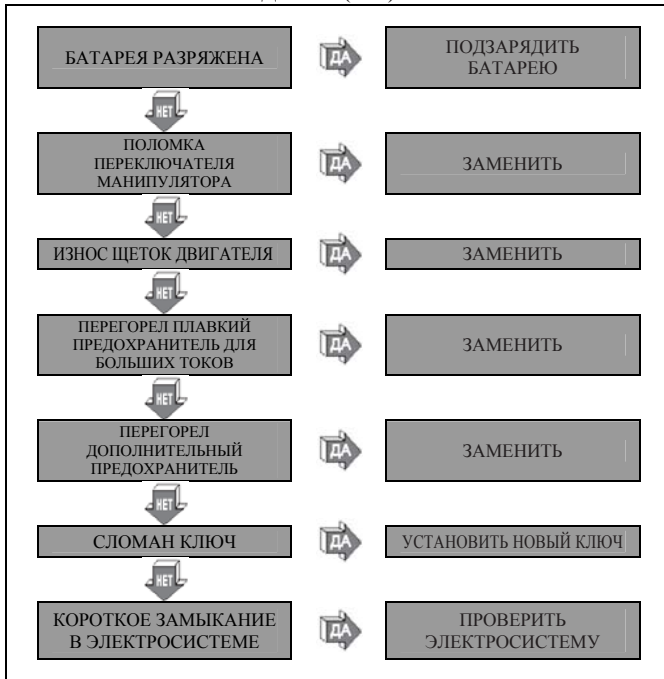 БАТАРЕЯ РАЗРЯЖЕНА
ДА
ПОДЗАРЯДИТЬ
БАТАРЕЮ
НЕТ
ПОЛОМКА
ПЕРЕКЛЮЧАТЕЛЯ
МАНИПУЛЯТОРА
ДА
ЗАМЕНИТЬ
НЕТ
ИЗНОС ЩЕТОК ДВИГАТЕЛЯ
ДА
ЗАМЕНИТЬ
НЕТ
ПЕРЕГОРЕЛ ПЛАВКИЙ
ПРЕДОХРАНИТЕЛЬ ДЛЯ
БОЛЬШИХ ТОКОВ
ДА
ЗАМЕНИТЬ
НЕТ
ПЕРЕГОРЕЛ
ДОПОЛНИТЕЛЬНЫЙ
ПРЕДОХРАНИТЕЛЬ
ДА
ЗАМЕНИТЬ
НЕТ
СЛОМАН КЛЮЧ
ДА
УСТАНОВИТЬ НОВЫЙ КЛЮЧ
НЕТ
КОРОТКОЕ ЗАМЫКАНИЕ
В ЭЛЕКТРОСИСТЕМЕ
ДА
ПРОВЕРИТЬ
ЭЛЕКТРОСИСТЕМУ